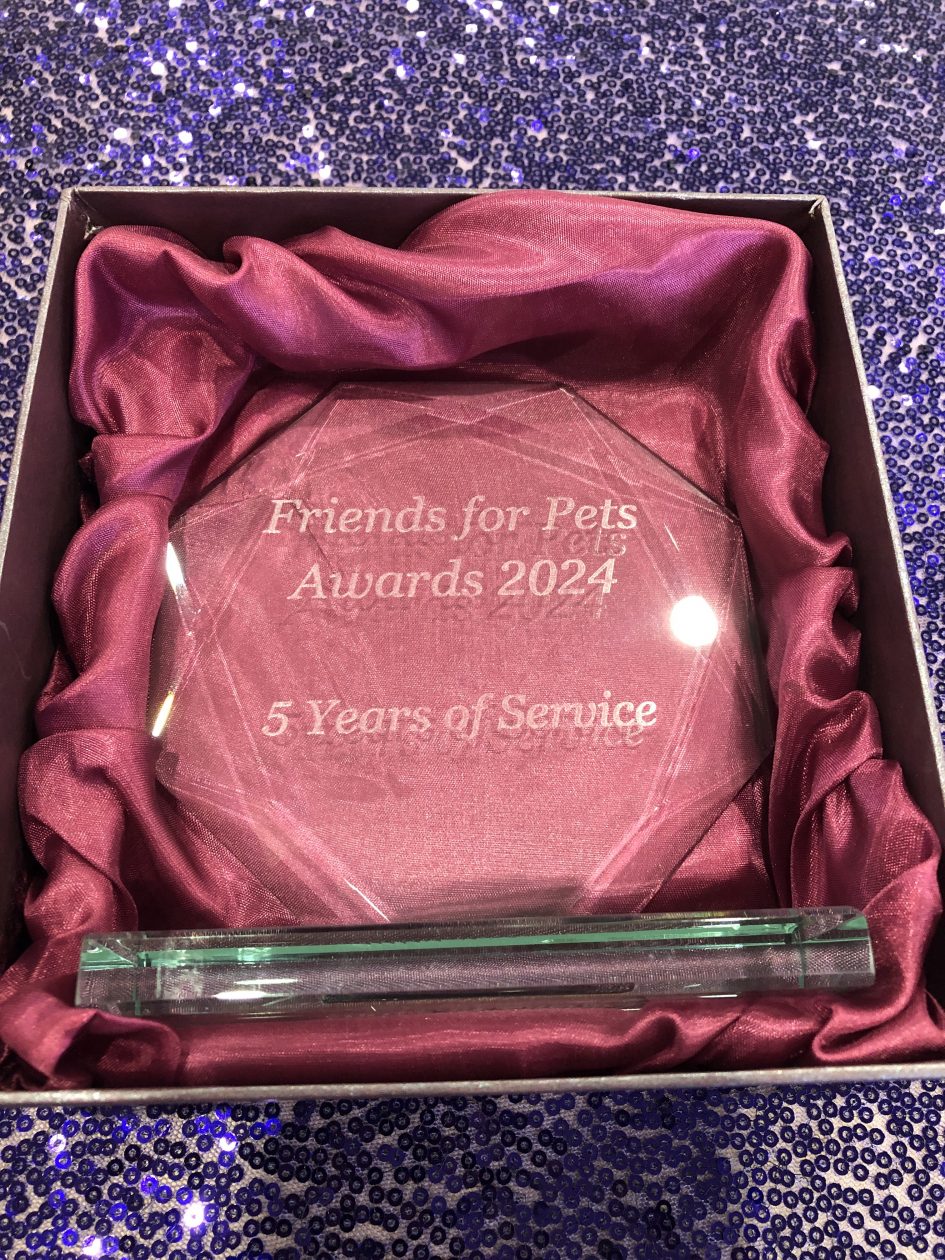 Friends for Pets
Awards 2024
5 Years of Service